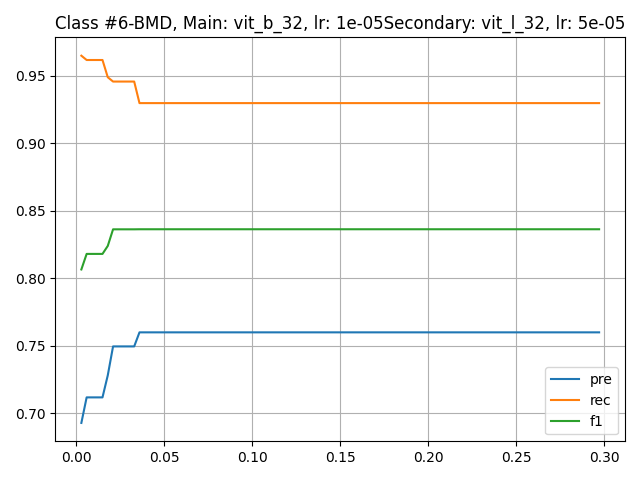 Class #6-BMD, Main: vit_b_32, lr: 1e-05Secondary: vit_l_32, lr: 5e-05
0.95
0.90
0.85
0.80
0.75
0.70
pre
rec
f1
0.00 0.05 0.10 0.15 0.20 0.25 0.30